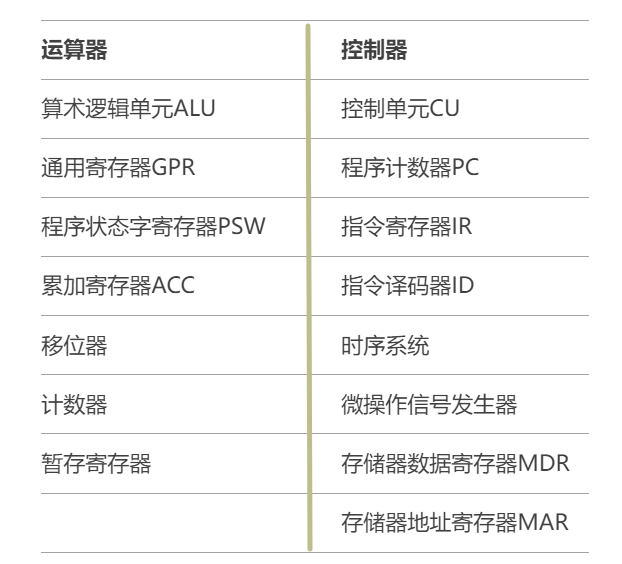 运算器 控制器
算术逻辑单元ALU 控制单元CU
通用寄存器GPR 程序计数器PC
程序状态字寄存器PSW 指令寄存器IR
累加寄存器ACC 指令译码器ID
移位器 时序系统
计数器 微操作信号发生器
暂存寄存器 存储器数据寄存器MDR
存储器地址寄存器MAR